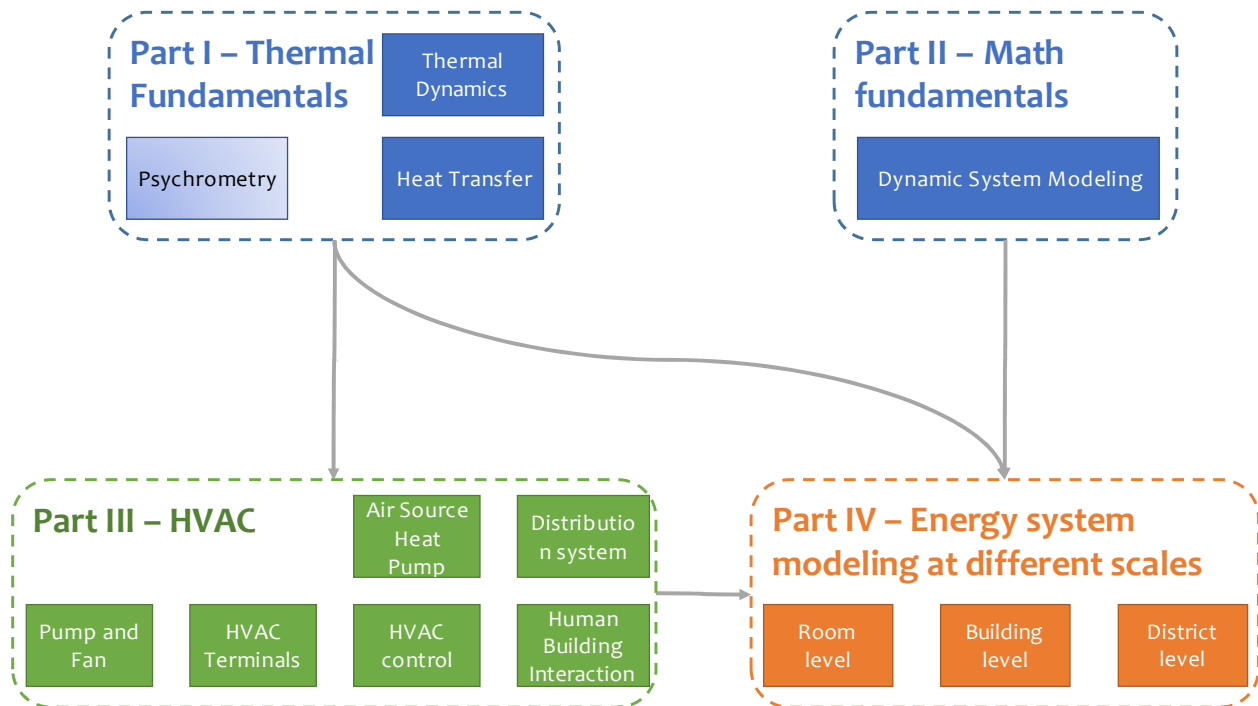 Part I – Thermal
Fundamentals
Thermal
Dynamics
Psychrometry
Heat Transfer
Part II – Math
fundamentals
Dynamic System Modeling
Part III – HVAC
Air Source
Heat
Pump
Distributio
n system
Pump and
Fan
HVAC
Terminals
HVAC
control
Human
Building
Interaction
Part IV – Energy system
modeling at different scales
Room
level
Building
level
District
level